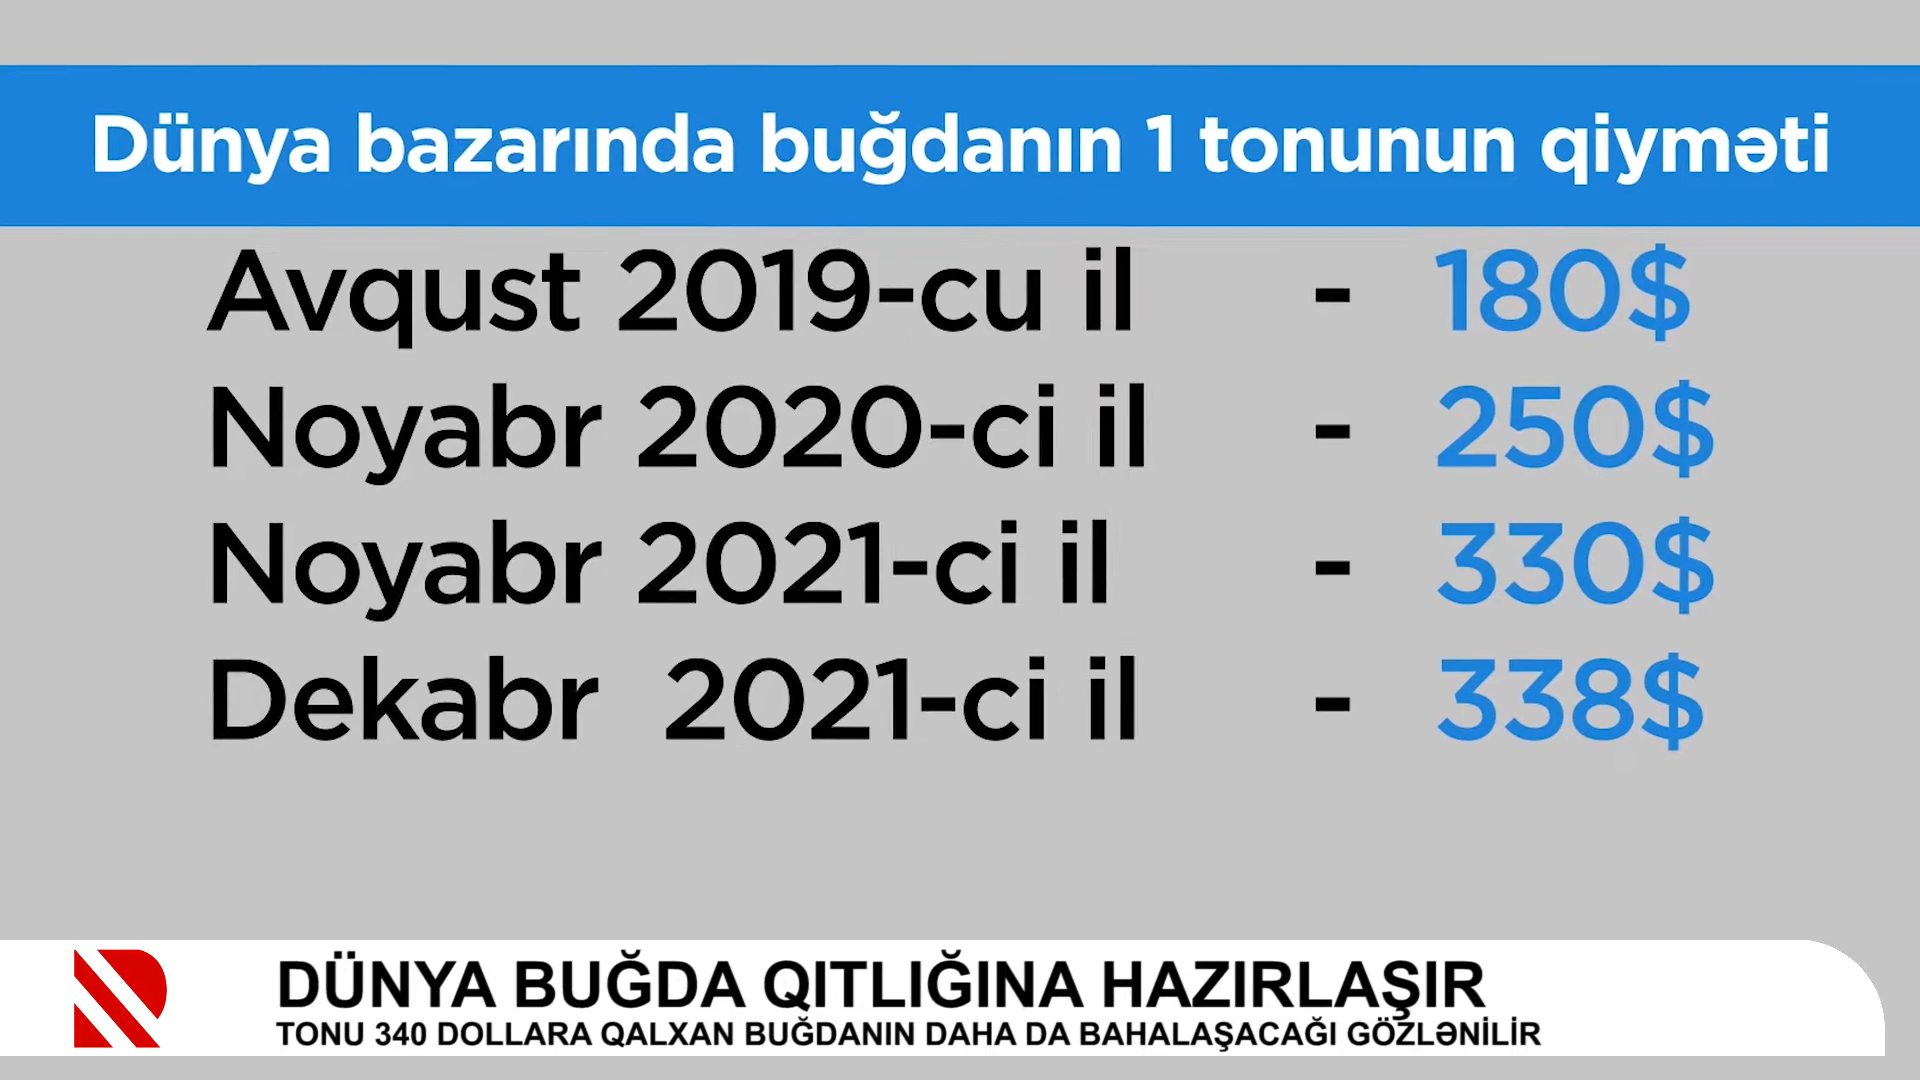 Dünya bazarında buğdanın 1 tonunun qiyməti
Avqust 2019-cu il - 180$
Noyabr 2020-ci il - 250$
Noyabr 2021-ci il - 330$
Dekabr 2021-ci il - 338$
DÜNYA BUĞDA QITLIĞINA HAZIRLAŞIR
TONU 340 DOLLARA QALXAN BUĞDANIN DAHA DA BAHALAŞACAĞI GÖZLƏNİLİR